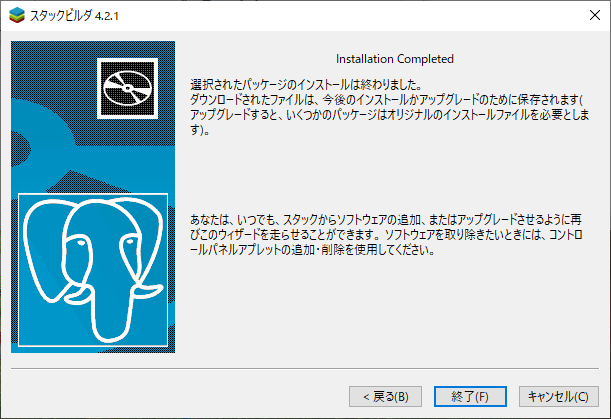 スタックビルダ 4.2.1
Installation Completed
選択されたパッケージのインストールは終わりました。
ダウンロードされたファイルは、今後のインストールかアップグレードのために保存されます(
アップグレードすると、いくつかのパッケージはオリジナルのインストールファイルを必要としま
す)。
あなたは、いつでも、スタックからソフトウェアの追加、またはアップグレードさせるように再
びこのウィザードを走らせることができます。ソフトウェアを取り除きたいときには、コントロ
ールパネルアプレットの追加・削除を使用してください。
< 戻る(B)
終了(F)
キャンセル(C)